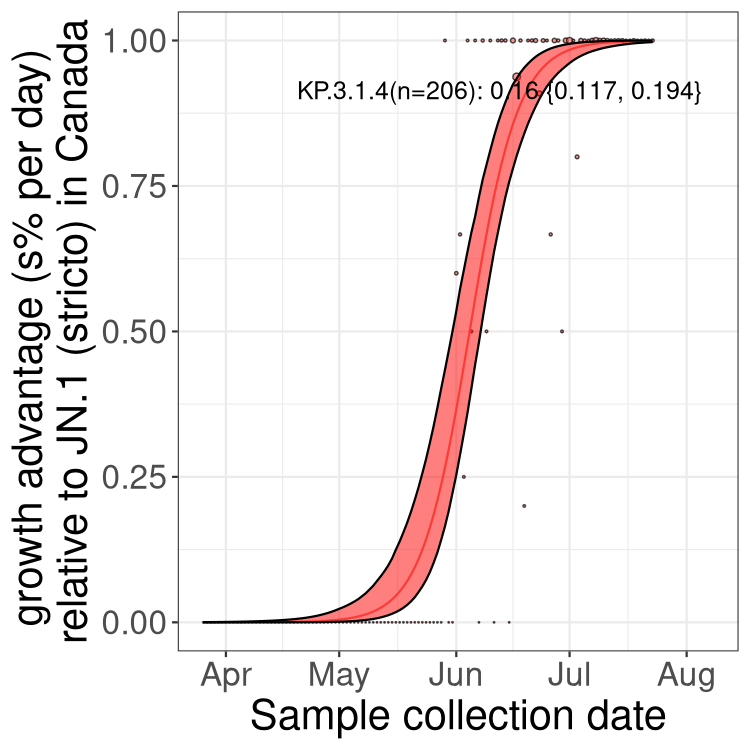 growth advantage (s% per day)
relative to JN.1 (stricto) in Canada
1.00
0.75
0.50
0.25
0.00
KP.3.1.4(n=206): 0.16 {0.117, 0.194}
Apr May Jun Jul Aug
Sample collection date